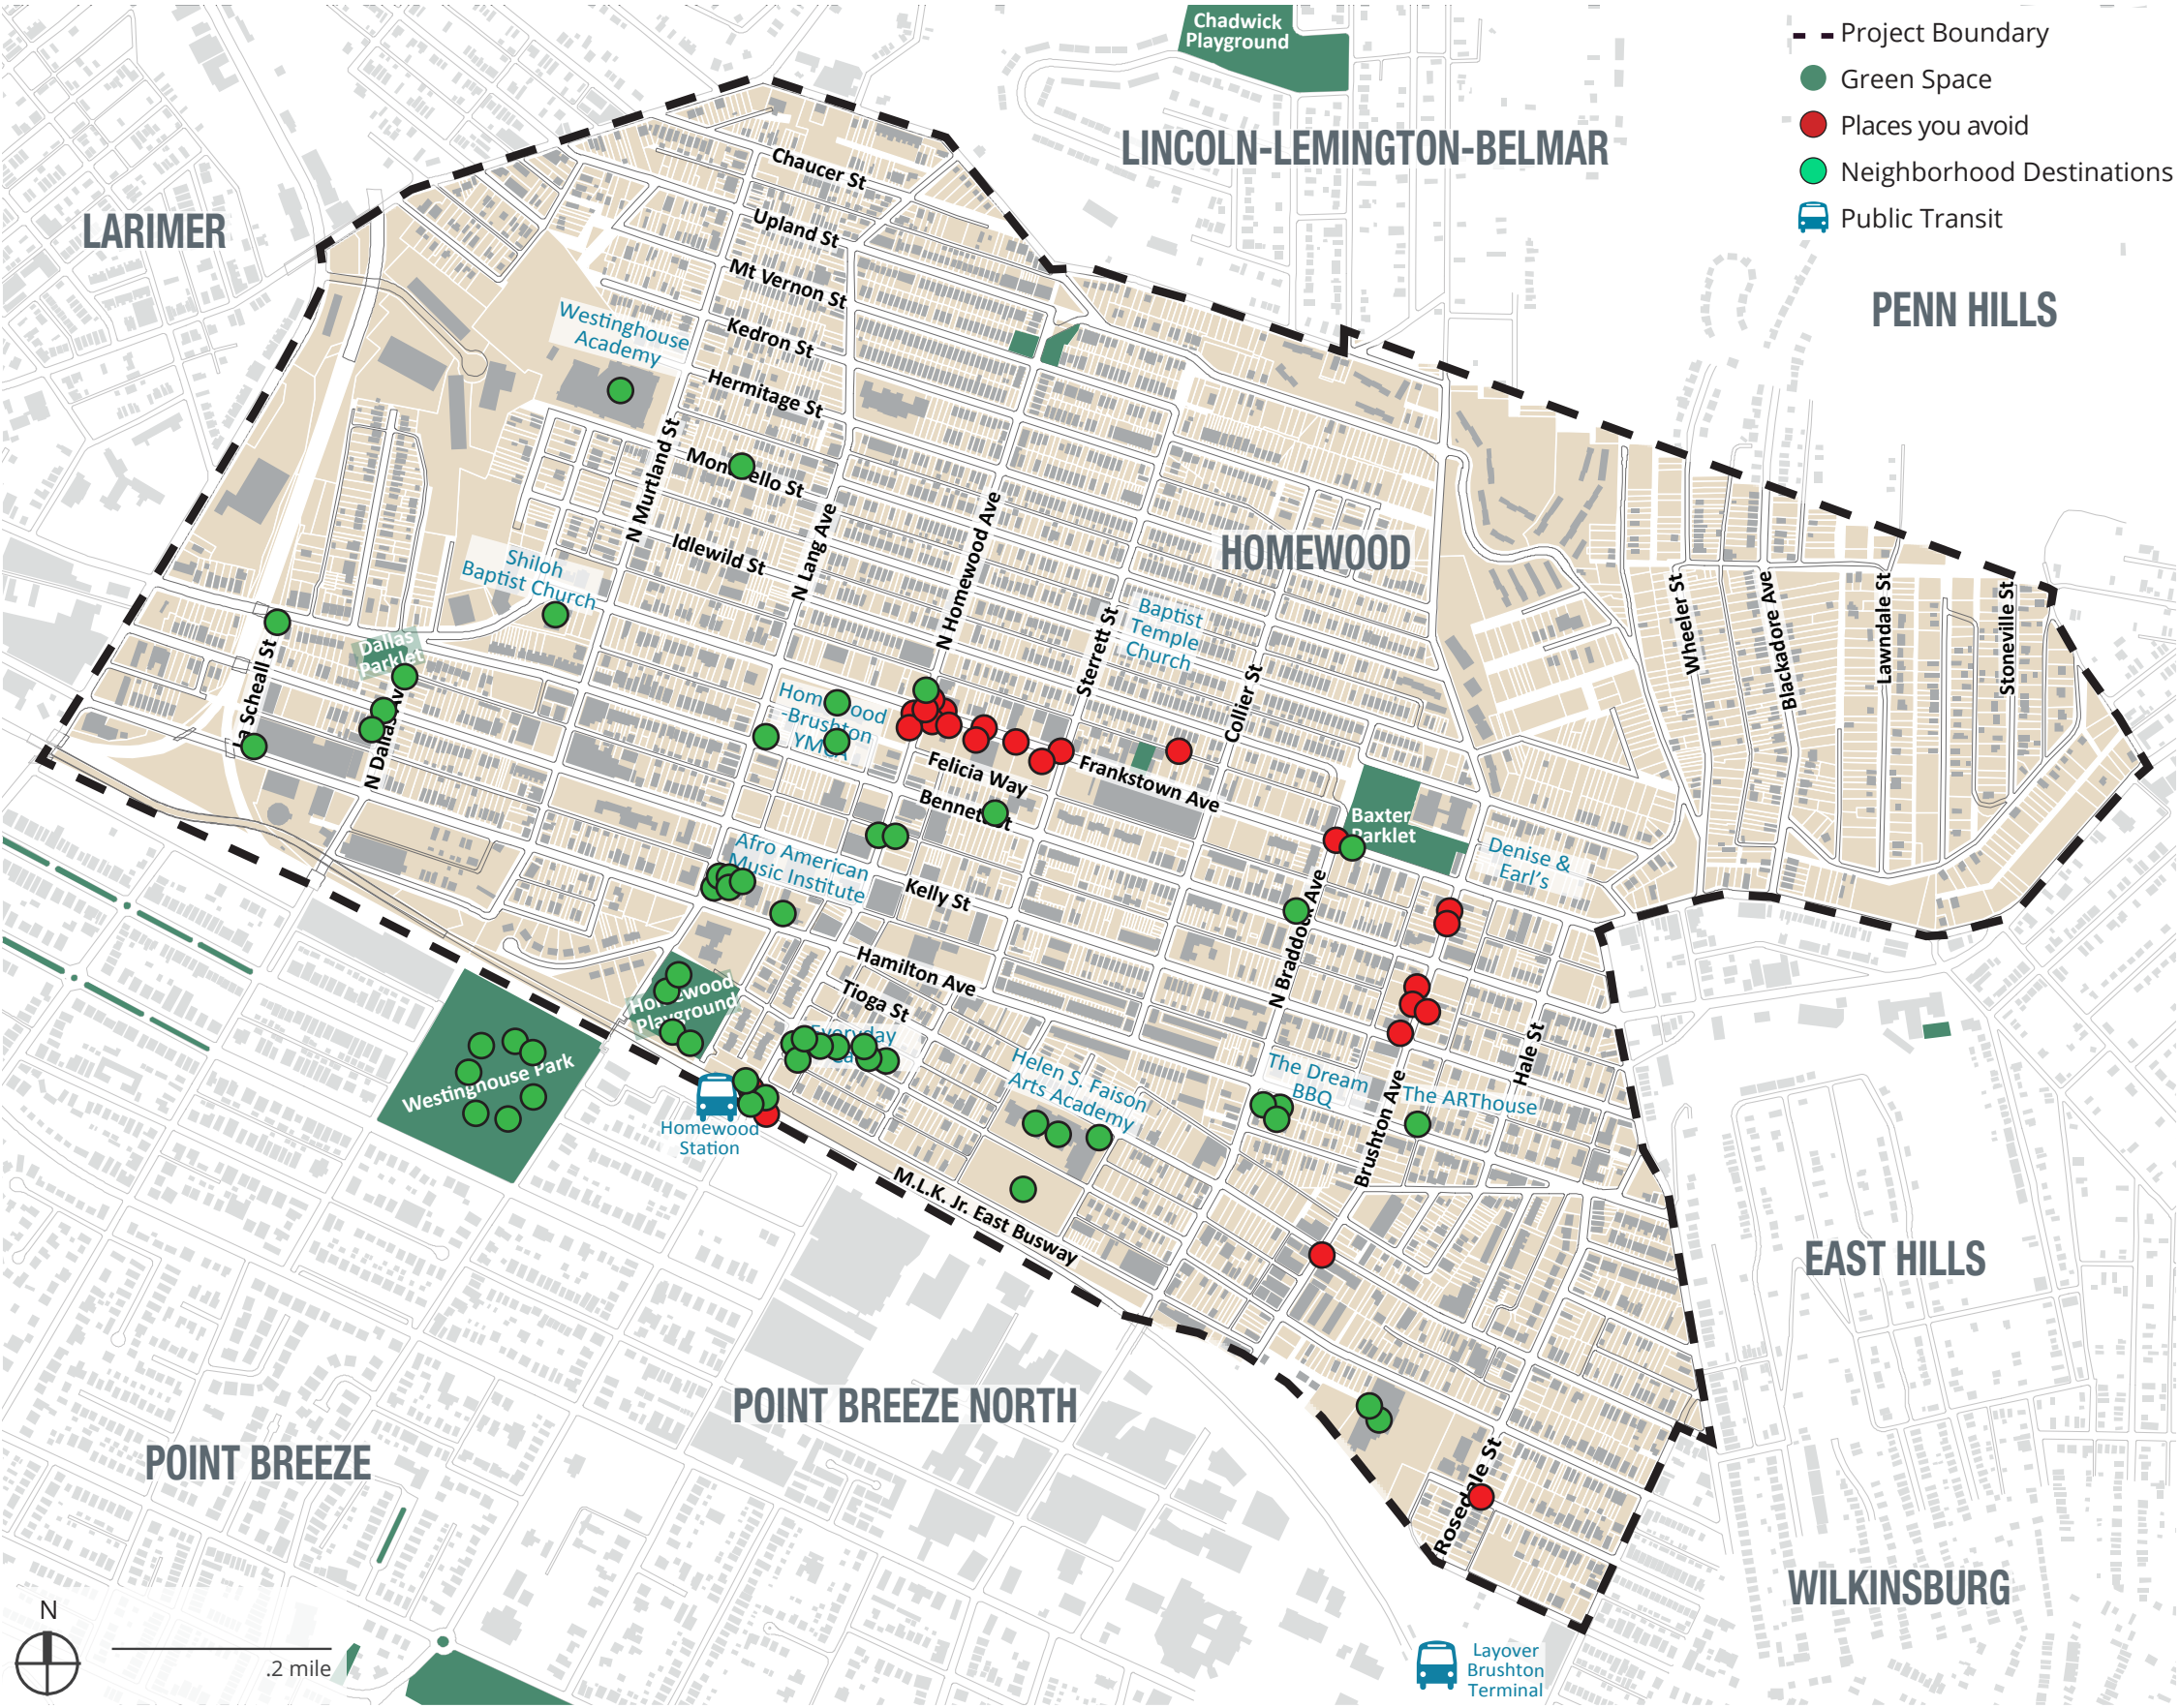 Chadwick
Playground
Project Boundary
Green Space
Places you avoid
Neighborhood Destinations
Public Transit
LINCOLN-LEMINGTON-BELMAR
LARIMER
PENN HILLS
Chaucer St
Upland St
Mt Vernon St
Kedron St
Hermitage St
Westinghouse
Academy
N Murtland St
Idlewild St
N Lang Ave
N Homewood Ave
HOMEWOOD
Shiloh
Baptist Church
Baptist
Temple
Church
Sterrett St
Collier St
Wheeler St
Blackadore Ave
Lawndale St
Stoneville St
Dallas
Parklet
Scheall St
Felicia Way
Frankstown Ave
Baxter
Parklet
Denise &
Earl's
Afro American
Music Institute
Kelly St
N Braddock Ave
Hamilton Ave
Tioga St
Playground
Everyday
Westinghouse Park
Homewood
Station
Helen S. Faison
Arts Academy
The Dream
BBQ
The ARThouse
Hale St
Brushton Ave
M.L.K. Jr. East Busway
EAST HILLS
POINT BREEZE NORTH
POINT BREEZE
Rosedale St
WILKINSBURG
N
.2 mile
Layover
Brushton
Terminal